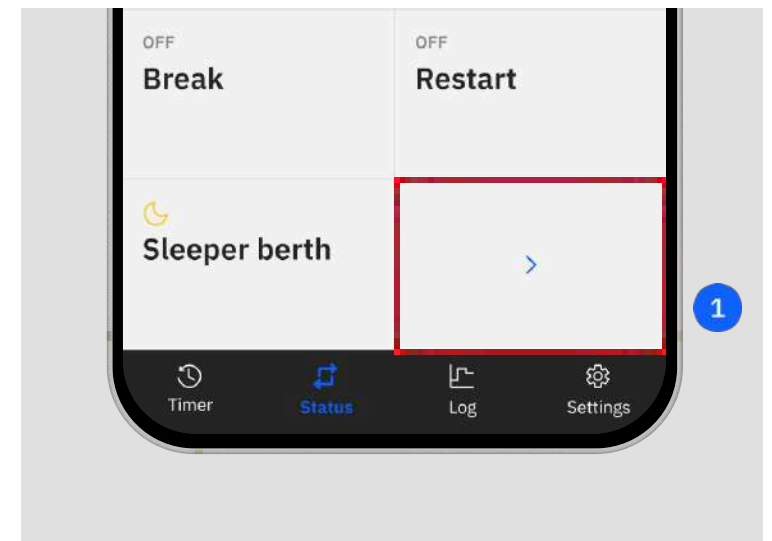 OFF
Break
OFF
Restart
Sleeper berth
1
Timer
Status
Log
Settings